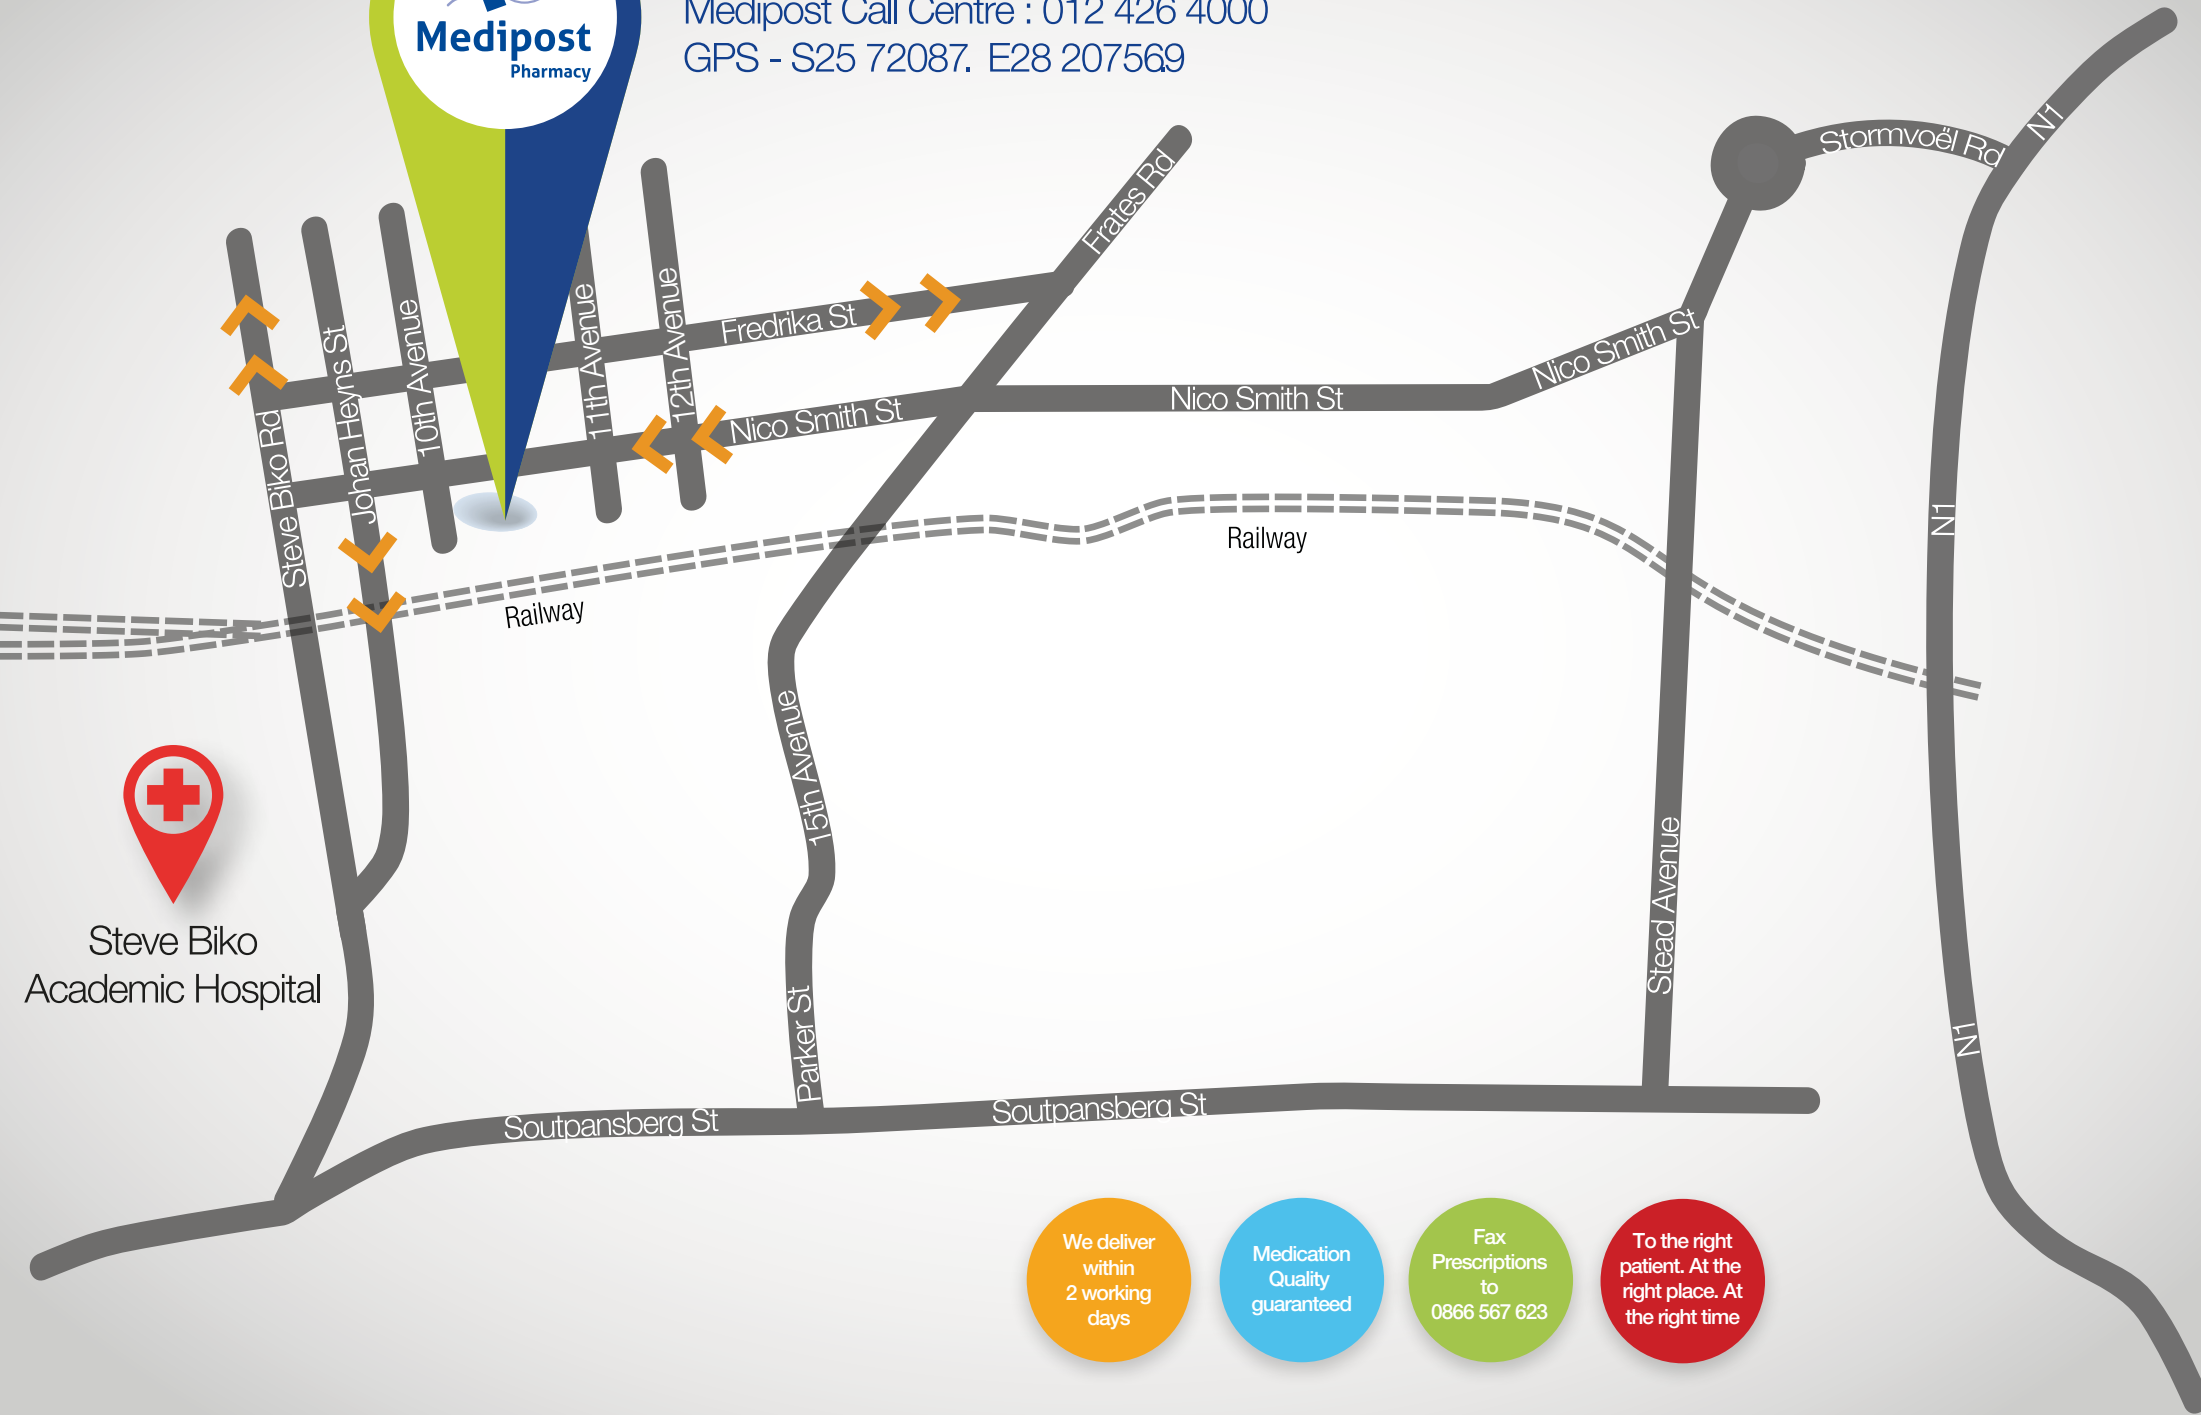 Medipost Call Centre : 012 426 4000
GPS - S25 72087. E28 207569
Medipost
Pharmacy
N1
Stormvoël Rd
Frates Rd
Fredrika St
11th Avenue
12th Avenue
10th Avenue
Johan Heyns St
Steve Biko Rd
Nico Smith St
Nico Smith St
Nico Smith St
N1
Railway
Railway
15th Avenue
Stead Avenue
Steve Biko
Academic Hospital
Parker St
N1
Soutpansberg St
Soutpansberg St
We deliver
within
2 working
days
Medication
Quality
guaranteed
Fax
Prescriptions
to
0866 567 623
To the right
patient. At the
right place. At
the right time